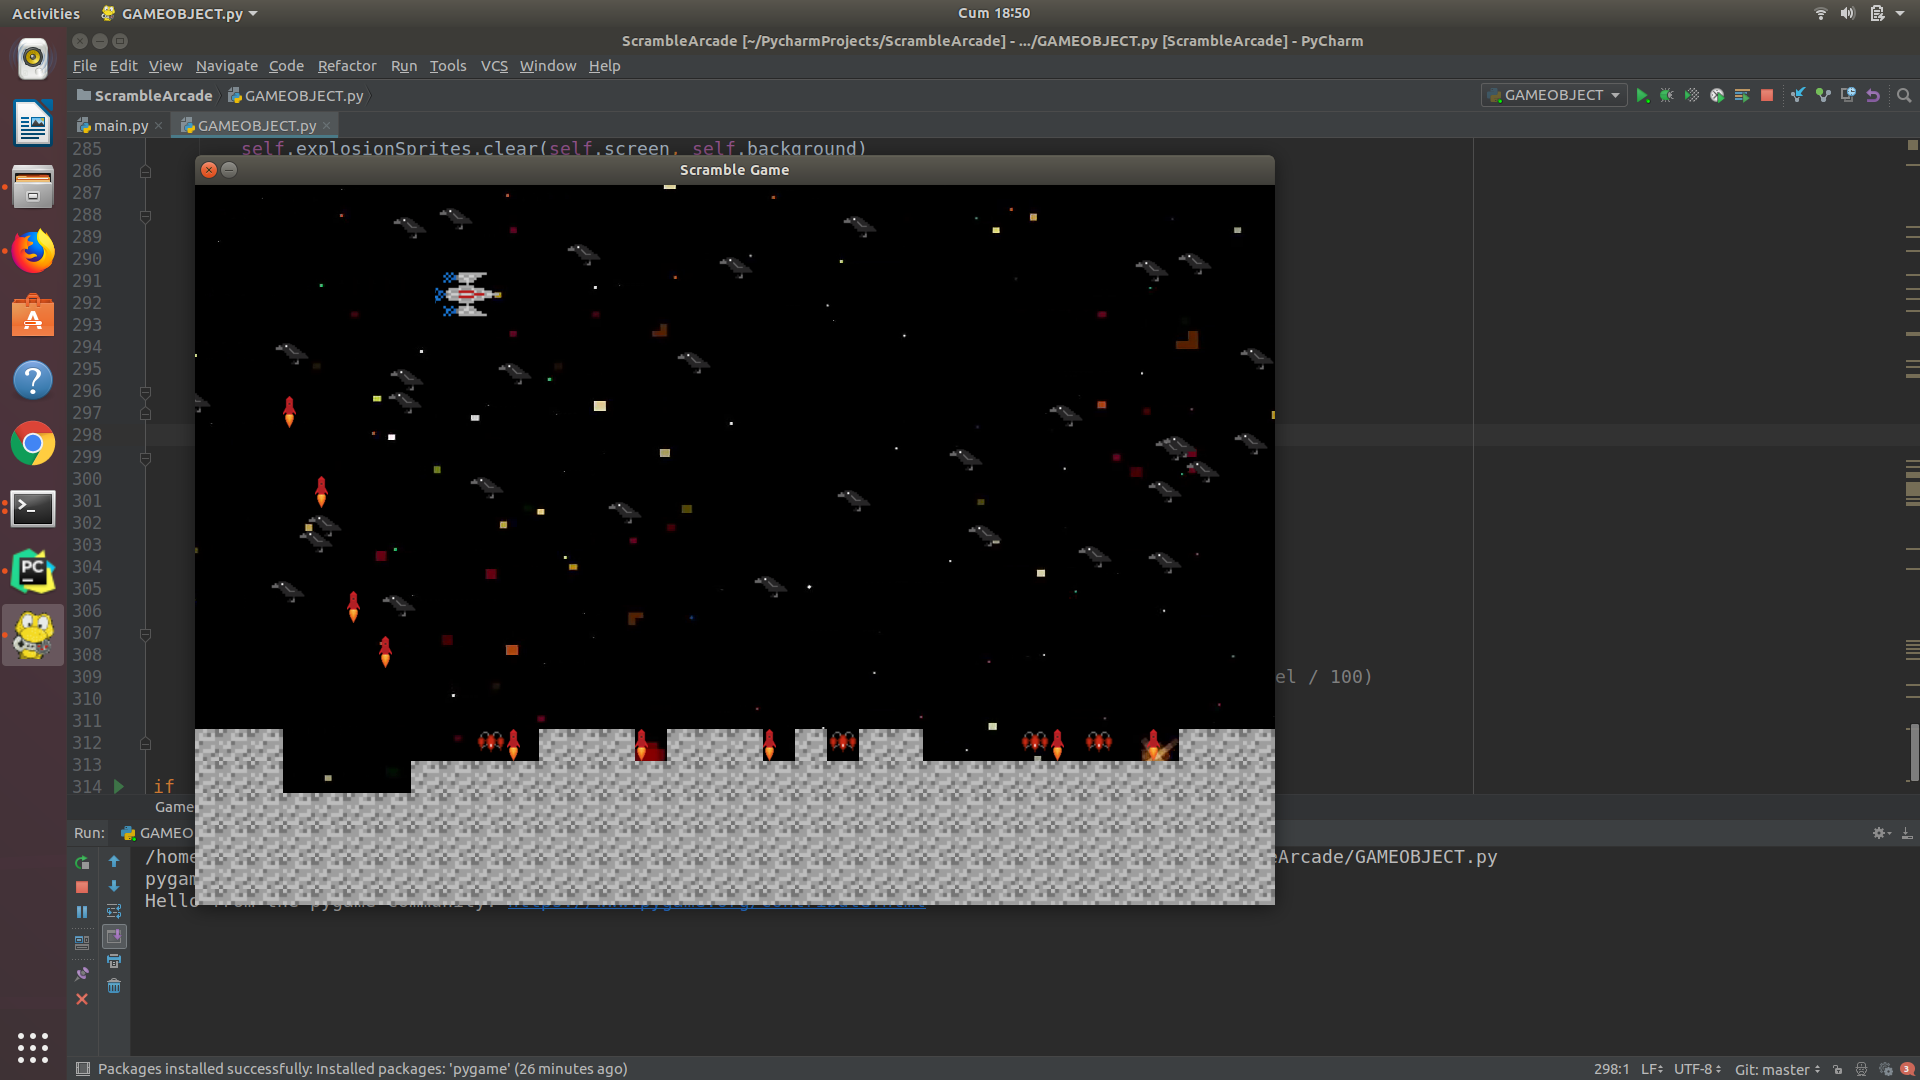 Activities GAMEOBJECT.py Cum 18:50
ScrambleArcade [~/PycharmProjects/ScrambleArcade] - .../GAMEOBJECT.py [ScrambleArcade] - PyCharm
File Edit View Navigate Code Refactor Run Tools VCS Window Help
ScrambleArcade GAMEOBJECT.py GAMEOBJECT
main.py GAMEOBJECT.py
285 self.explosionSprites.clear(self.screen, self.background)
Scramble Game
286
287
288
289
290
291
292
293
294
295
296
297
298
299
300
301
302
303
304
305
306
307
308
309 el / 100)
310
311
312
313
314 if
Game
Run: GAMEO
/home Arcade/GAMEOBJECT.py
pygam
Hello from the pygame community.
Packages installed successfully: Installed packages: 'pygame' (26 minutes ago) 298:1 LF UTF-8 Git: master 3